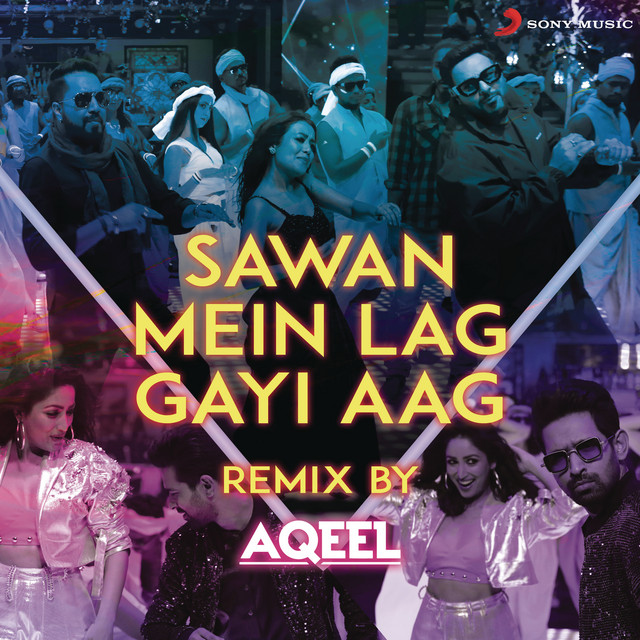 SONY MUSIC
SAWAN
MEIN LAG
GAYI AAG
REMIX BY
AQEEL